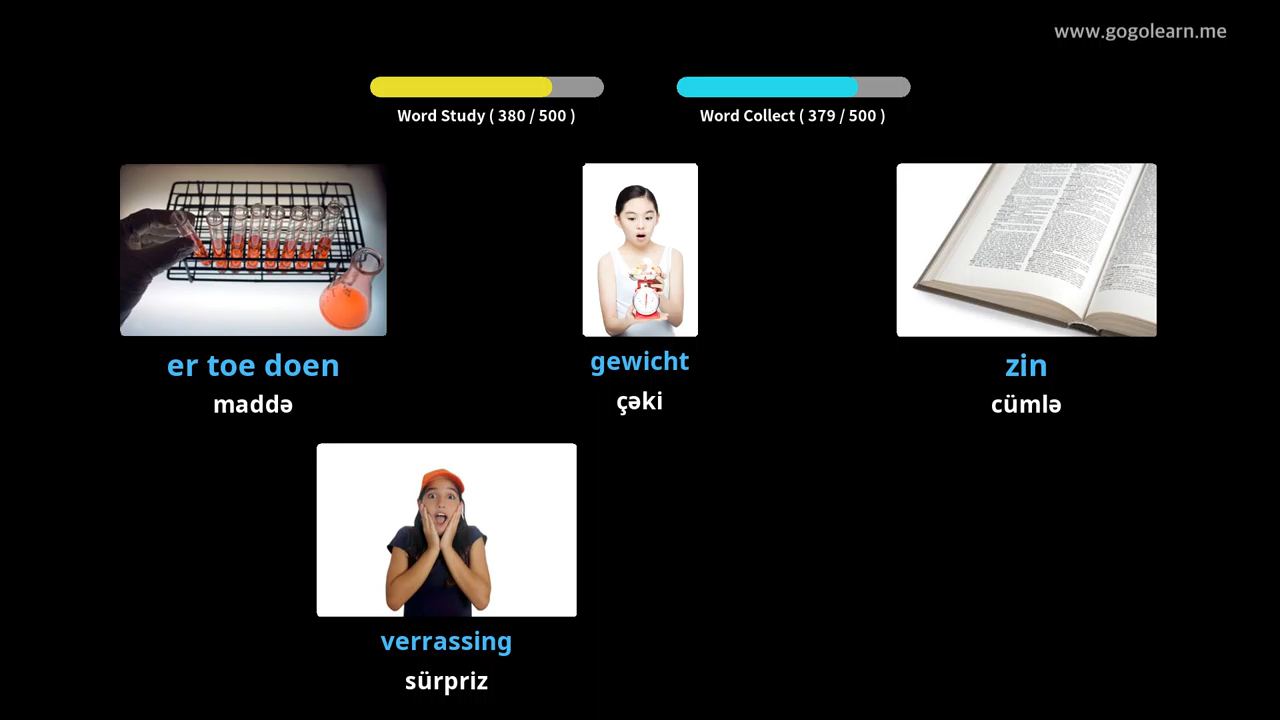 www.gogolearn.me
Word Study ( 380 / 500 )
Word Collect ( 379 / 500 )
er toe doen
maddə
gewicht
çəki
zin
cümlə
verrassing
sürpriz